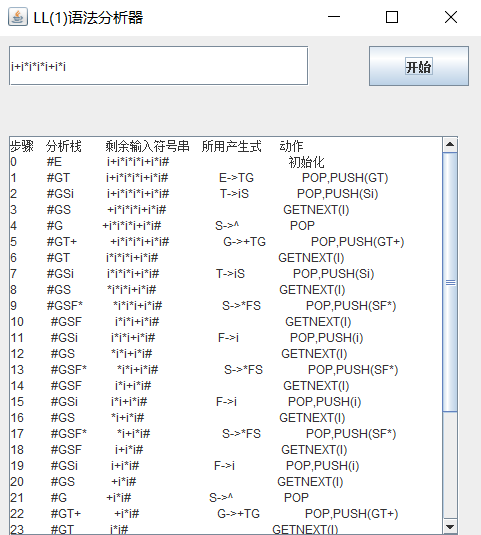 LL(1)语法分析器
i+i*i*i*i+i*i
开始
步骤 分析栈 剩余输入符号串 所用产生式 动作
0 #E i+i*i*i+i*i# 初始化
1 #GT i+i*i*i+i*i# E->TG POP,PUSH(GT)
2 #GSi i+i*i*i+i*i# T->iS POP,PUSH(Si)
3 #GS +i*i*i*i+i*i# GETNEXT(I)
4 #G +i*i*i*i+i*i# S->^ POP
5 #GT+ +i*i*i*i+i*i# G->+TG POP,PUSH(GT+)
6 #GT i*i*i*i+i*i# GETNEXT(I)
7 #GSi i*i*i*i+i*i# T->iS POP,PUSH(Si)
8 #GS *i*i*i+i*i# GETNEXT(I)
9 #GSF* *i*i*i+i*i# S->*FS POP,PUSH(SF*)
10 #GSF i*i*i+i*i# GETNEXT(I)
11 #GSi i*i*i+i*i# F->i POP,PUSH(i)
12 #GS *i*i+i*i# GETNEXT(I)
13 #GSF* *i*i+i*i# S->*FS POP,PUSH(SF*)
14 #GSF i*i+i*i# GETNEXT(I)
15 #GSi i*i+i*i# F->i POP,PUSH(i)
16 #GS *i+i*i# GETNEXT(I)
17 #GSF* *i+i*i# S->*FS POP,PUSH(SF*)
18 #GSF i+i*i# GETNEXT(I)
19 #GSi i+i*i# F->i POP,PUSH(i)
20 #GS +i*i# GETNEXT(I)
21 #G +i*i# S->^ POP
22 #GT+ +i*i# G->+TG POP,PUSH(GT+)
23 #GT i*i# GETNEXT(I)